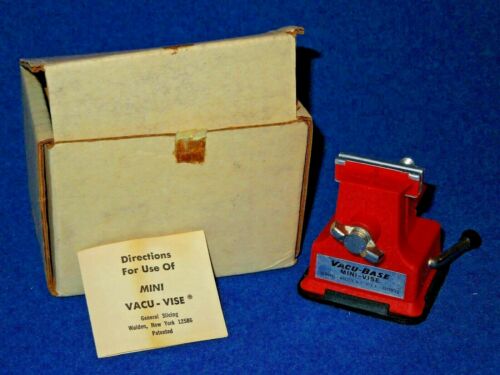 Directions
For Use Of
MINI
VACU - VISE ®
General Slicing
Walden, New York 12586
Patented
VACU-BASE
MINI-VISE